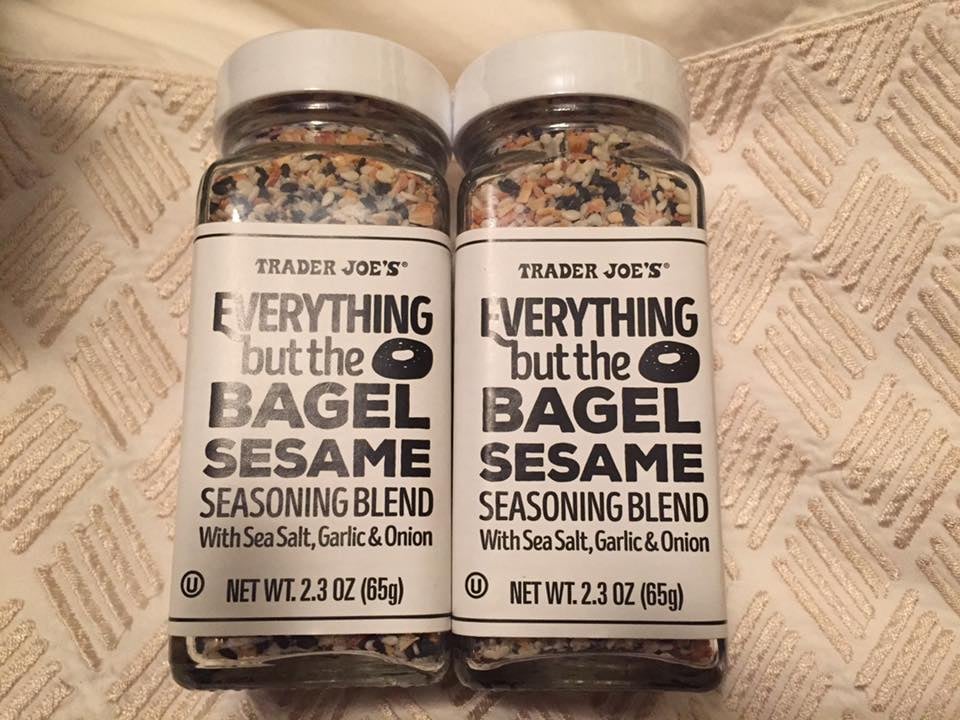 TRADER JOE'S®
EVERYTHING
but the
BAGEL
SESAME
SEASONING BLEND
With Sea Salt, Garlic & Onion
U NET WT. 2.3 OZ (65g)
TRADER JOE'S®
EVERYTHING
but the
BAGEL
SESAME
SEASONING BLEND
With Sea Salt, Garlic & Onion
U NET WT. 2.3 OZ (65g)